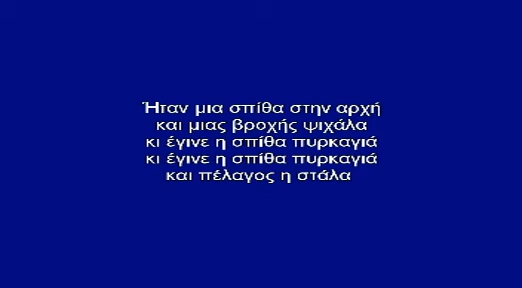 Ήταν μια σπίθα στην αρχή
και μιας βροχής ψιχάλα
κι έγινε η σπίθα πυρκαγιά
κι έγινε η σπίθα πυρκαγιά
και πέλαγος η στάλα